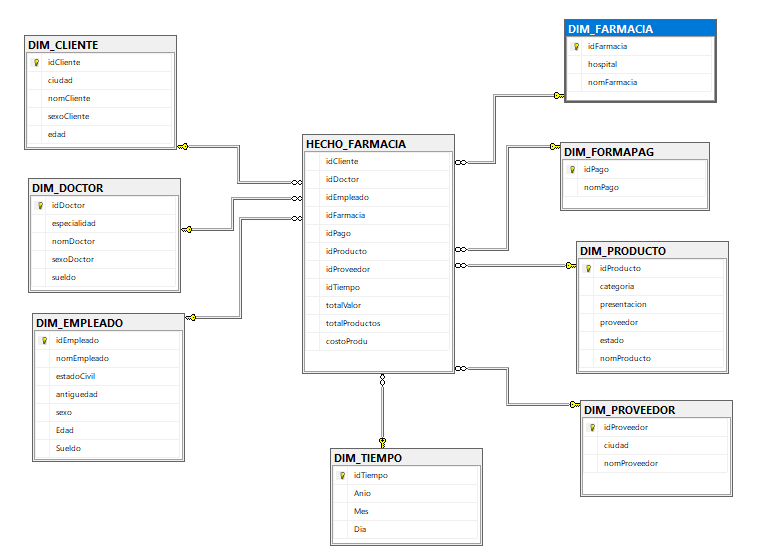 DIM_CLIENTE
idCliente
ciudad
nomCliente
sexoCliente
edad
DIM_DOCTOR
idDoctor
especialidad
nomDoctor
sexoDoctor
sueldo
DIM_EMPLEADO
idEmpleado
nomEmpleado
estadoCivil
antiguedad
sexo
Edad
Sueldo
HECHO_FARMACIA
idCliente
idDoctor
idEmpleado
idFarmacia
idPago
idProducto
idProveedor
idTiempo
totalValor
totalProductos
costoProdu
DIM_TIEMPO
idTiempo
Anio
Mes
Dia
DIM_FARMACIA
idFarmacia
hospital
nomFarmacia
DIM_FORMAPAG
idPago
nomPago
DIM_PRODUCTO
idProducto
categoria
presentacion
proveedor
estado
nomProducto
DIM_PROVEEDOR
idProveedor
ciudad
nomProveedor